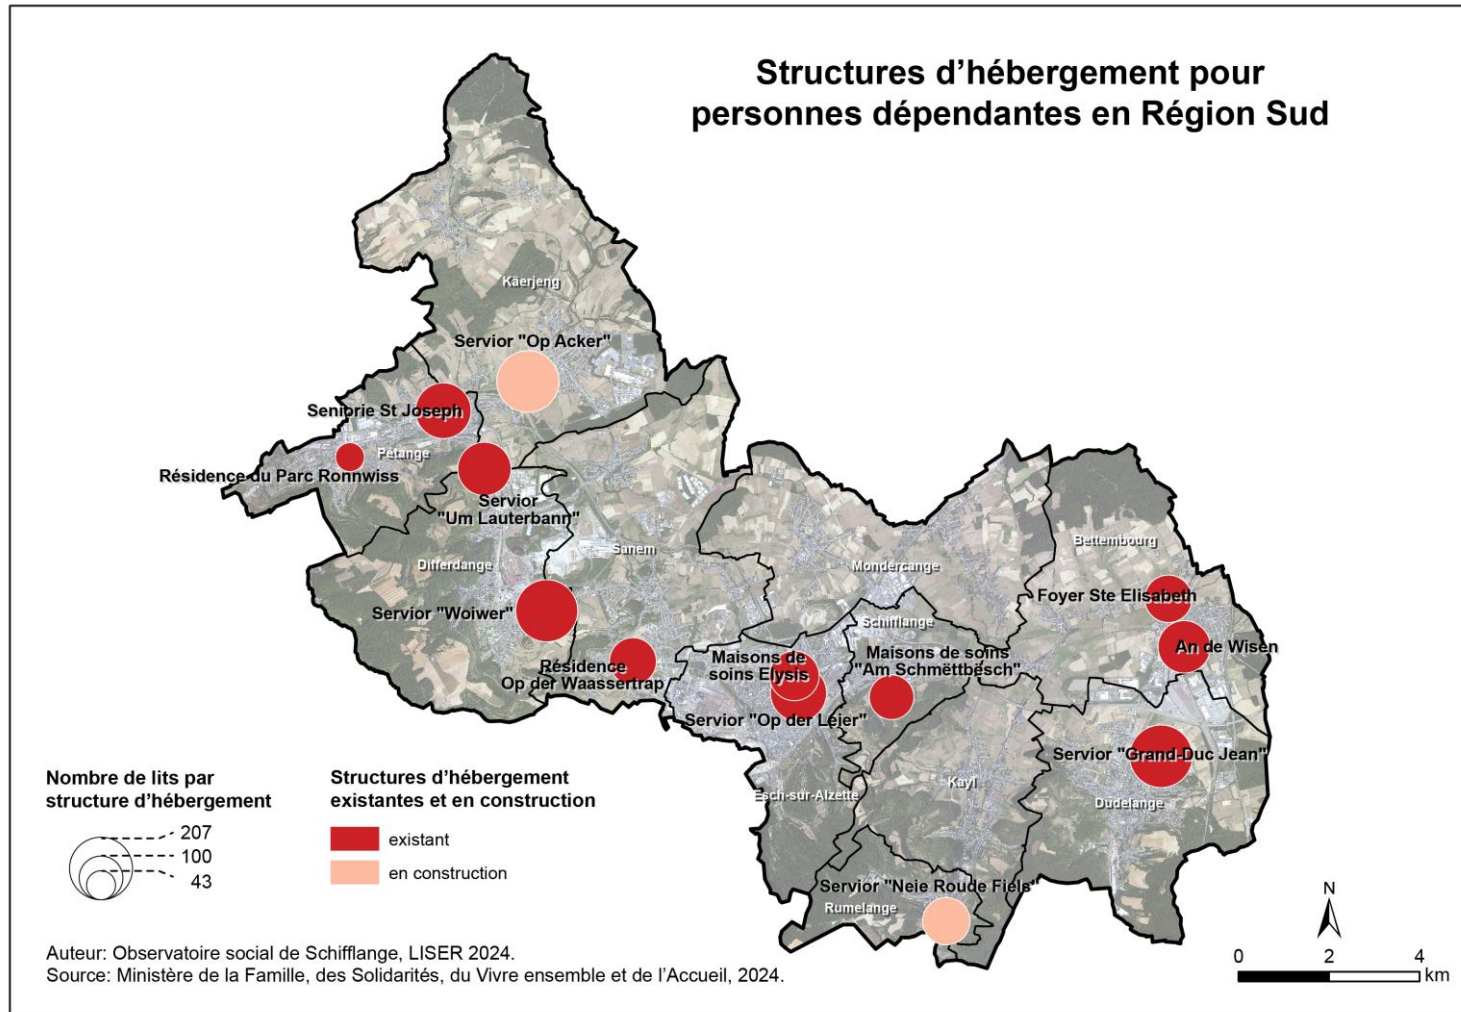 Structures d'hébergement pour
personnes dépendantes en Région Sud
Käerjeng
Servior "Op Acker"
Seniorie St Joseph
Pétange
Résidence du Parc Ronnwiss
Servior
"Um Lauterbann"
Sanem
Differdange
Servior "Woiwer"
Résidence
Op der Waassertrap
Mondercange
Bettembourg
Foyer Ste Elisabeth
An de Wisen
Schifflange
Maisons de soins
"Am Schmëttbesch"
Maisons de
soins Elysis
Servior "Op der Léier"
Servior "Grand-Duc Jean"
Dudelange
Kayl
Esch-sur-Alzette
Servior "Neie Roude Fiels"
Rumelange
Nombre de lits par
structure d'hébergement
207
100
43
Structures d'hébergement
existantes et en construction
existant
en construction
N
0 2 4
km
Auteur: Observatoire social de Schifflange, LISER 2024.
Source: Ministère de la Famille, des Solidarités, du Vivre ensemble et de l'Accueil, 2024.